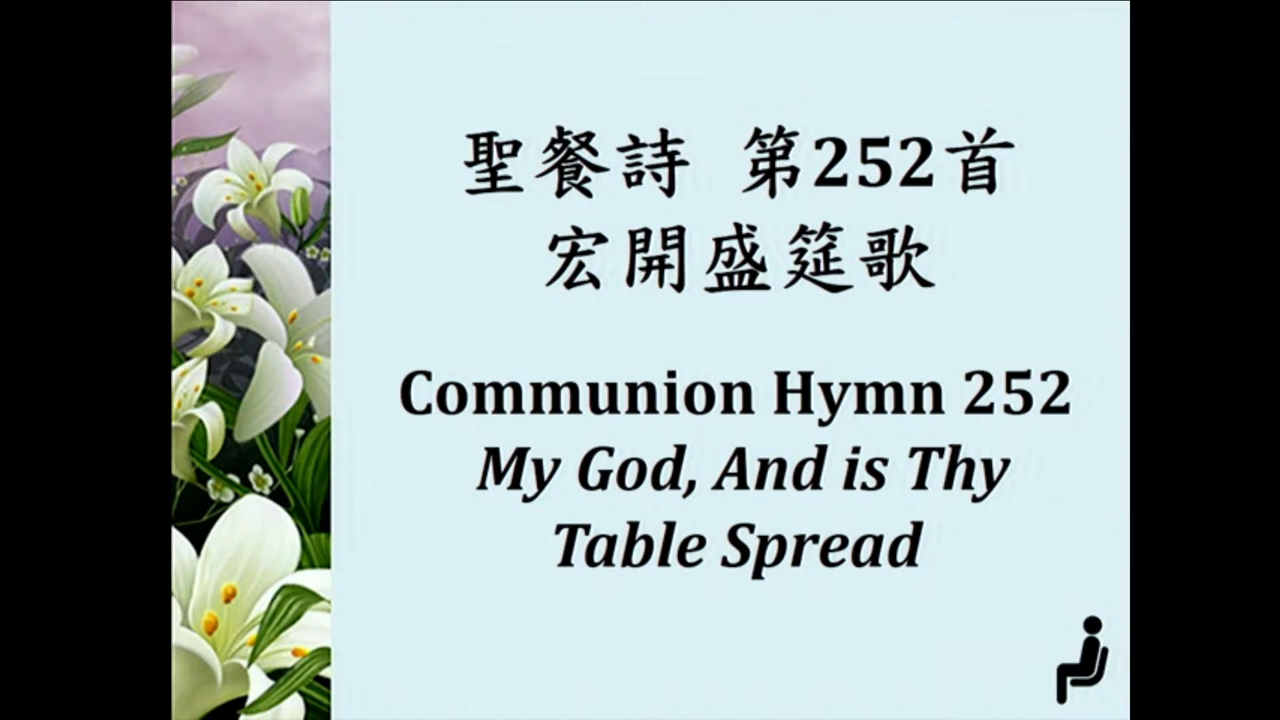 聖餐詩 第252首
宏開盛筵歌
Communion Hymn 252
My God, And is Thy
Table Spread